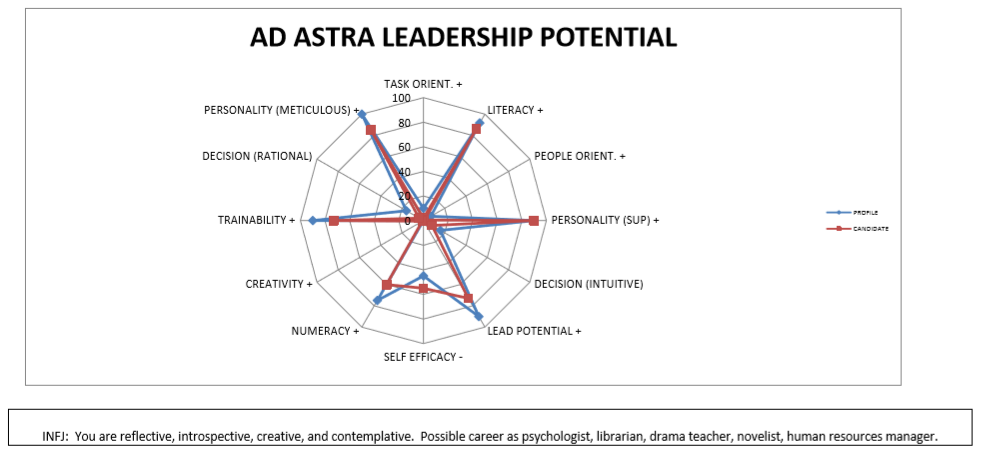 AD ASTRA LEADERSHIP POTENTIAL
TASK ORIENT. +
100
PERSONALITY (METICULOUS) +
LITERACY +
80
60
DECISION (RATIONAL)
PEOPLE ORIENT. +
40
20
TRAINABILITY +
0
PERSONALITY (SUP) +
PROFILE
CANDIDATE
CREATIVITY +
DECISION (INTUITIVE)
NUMERACY +
LEAD POTENTIAL +
SELF EFFICACY -
INFJ: You are reflective, introspective, creative, and contemplative. Possible career as psychologist, librarian, drama teacher, novelist, human resources manager.